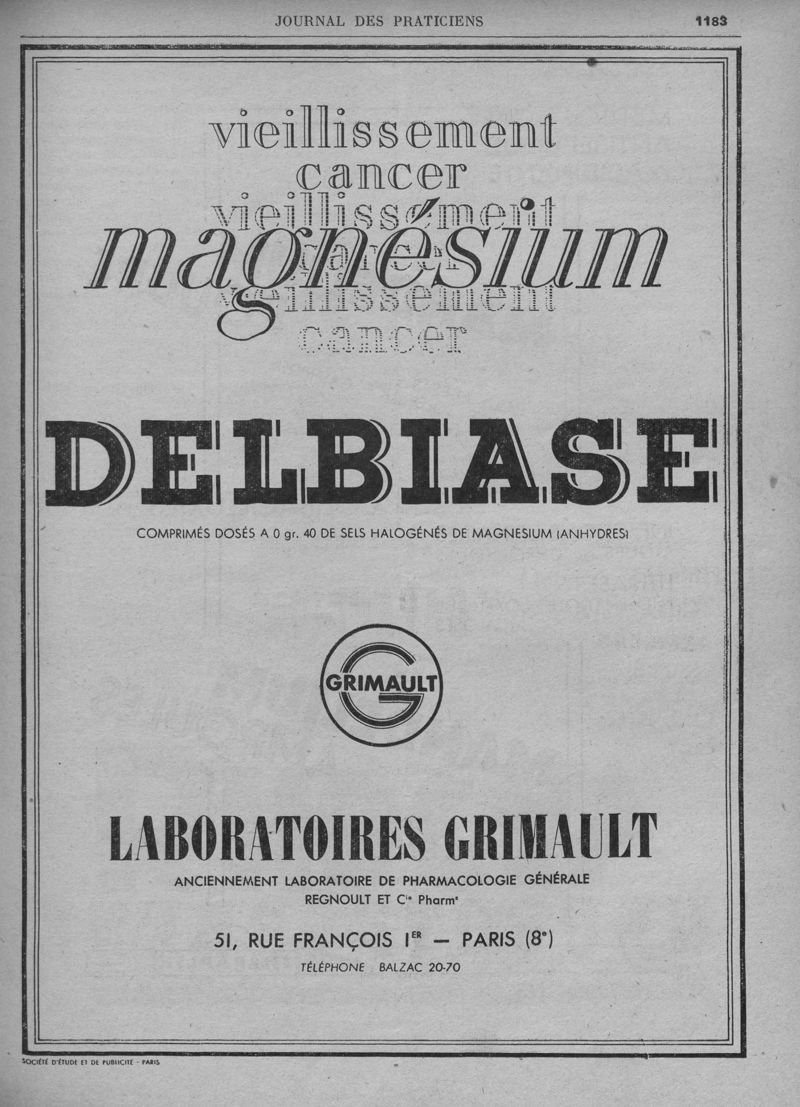 JOURNAL DES PRATICIENS 1183
vieillissement
cancer
vieillissement
magnésium
cancer
vieillissement
cancer
DELBIASE
COMPRIMÉS DOSÉS A 0 gr. 40 DE SELS HALOGÉNÉS DE MAGNESIUM (ANHYDRES)
GRIMAULT
LABORATOIRES GRIMAULT
ANCIENNEMENT LABORATOIRE DE PHARMACOLOGIE GÉNÉRALE
REGNOULT ET Cie Pharms
51, RUE FRANÇOIS IER — PARIS (8e)
TÉLÉPHONE BALZAC 20-70
SOCIÉTÉ D'ÉTUDE ET DE PUBLICITÉ - PARIS